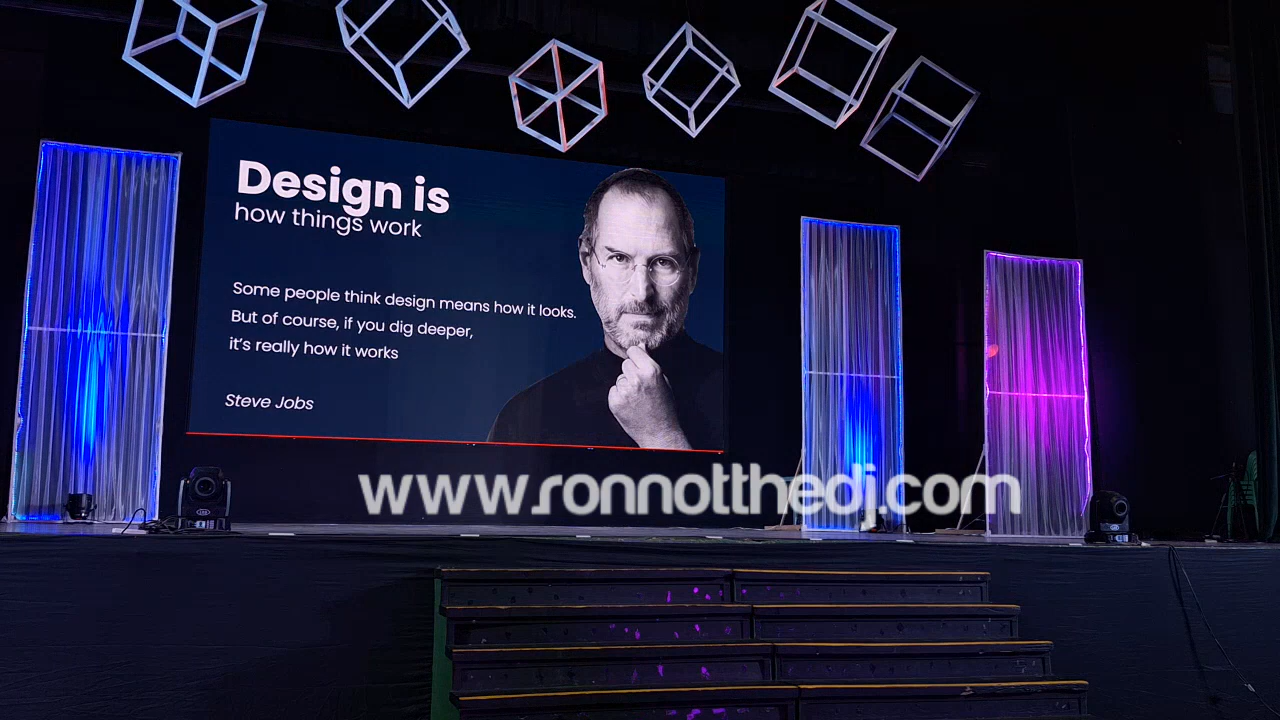 Design is
how things work
Some people think design means how it looks.
But of course, if you dig deeper,
it's really how it works
Steve Jobs
www.ronnotthedj.com